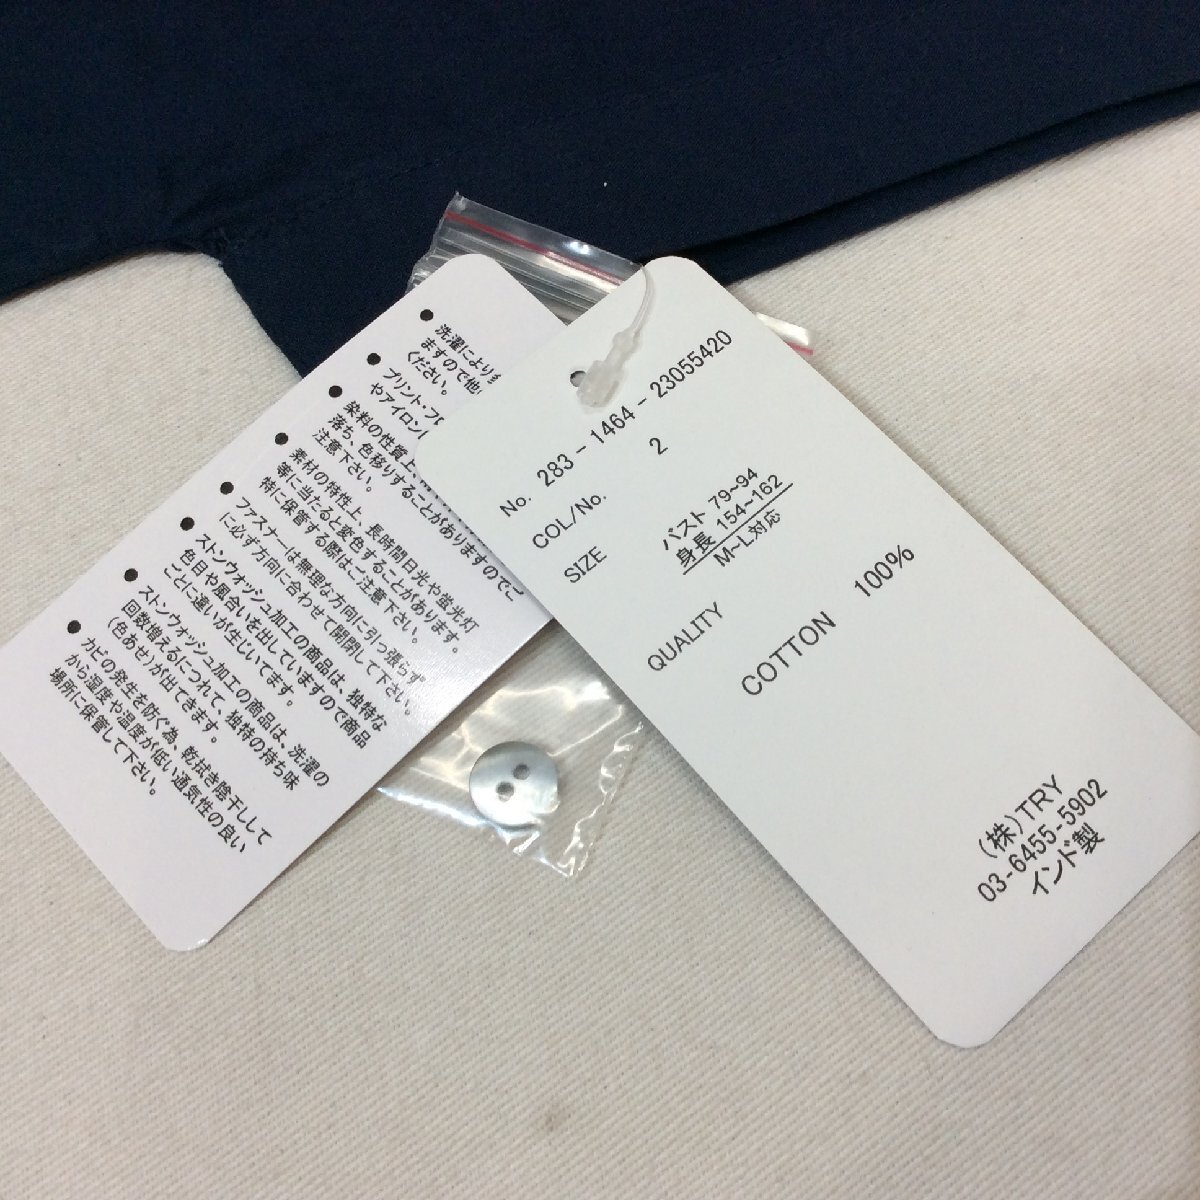 ● 洗濯により
ますので他
ください。
● プリント・フロ
やアイロン
● 染料の性質上、
落ち、色移りすることがありますのでご
注意下さい。
● 素材の特性上、長時間日光や蛍光灯
等に当たると変色することがあります。
特に保管する際はご注意下さい。
● ファスナーは無理な方向に引っ張らず
に必ず方向に合わせて開閉して下さい。
● ストンウォッシュ加工の商品は、独特な
色目や風合いを出していますので商品
ごとに違いが生じいてます。
● ストンウォッシュ加工の商品は、洗濯の
回数増えるにつれて、独特の持ち味
(色あせ)が出てきます。
● カビの発生を防ぐ為、乾拭き陰干しして
から湿度や温度が低い通気性の良い
場所に保管して下さい。
No. 283-1464-23055420
COL/No. 2
SIZE バスト 79~94
身長 154~162
M~L対応
QUALITY
COTTON 100%
(株)TRY
03-6455-5902
インド製